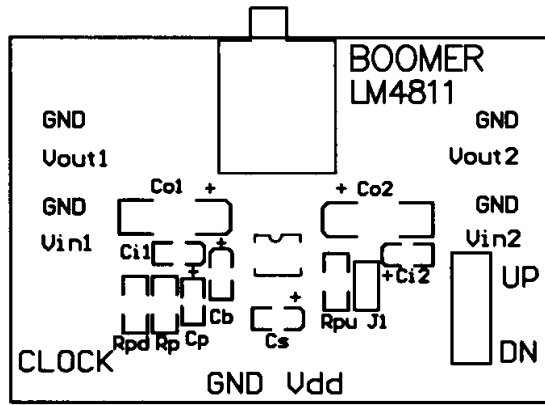 BOOMER
LM4811
GND GND
Vout1 Vout2
Co1 + + Co2
GND GND
Vin1 Vin2
Ci1 + + Ci2
+ UP
Cb + Rpu J1
Rpd Rp Cp Cs
CLOCK DN
GND Vdd